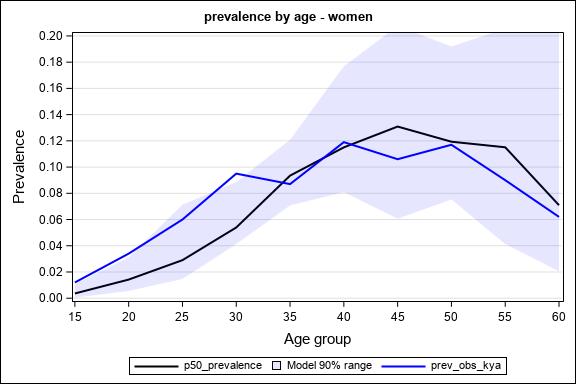 prevalence by age - women
0.20
0.18
0.16
0.14
0.12
0.10
0.08
0.06
0.04
0.02
0.00
Prevalence
15 20 25 30 35 40 45 50 55 60
Age group
p50_prevalence Model 90% range prev_obs_kya